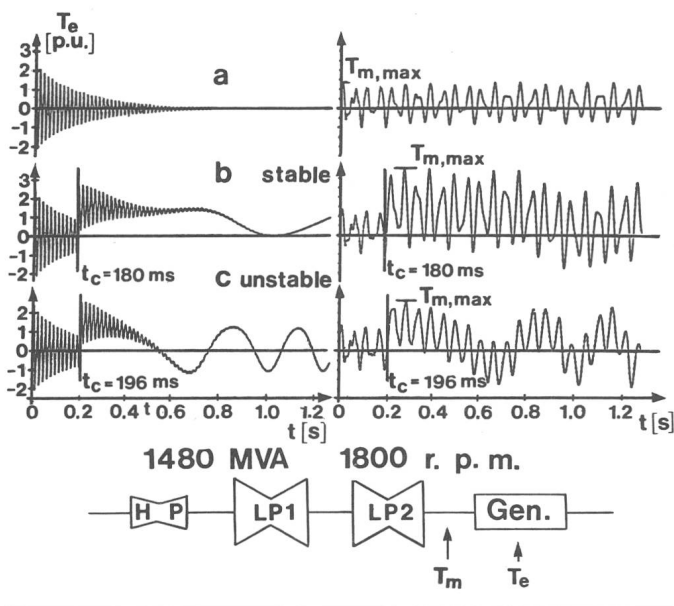 Te
[p.u.]
3
2
1
0
-1
-2
a
Tm,max
3
2
1
0
-1
-2
b stable
tc=180 ms
Tm,max
tc=180 ms
c unstable
2
1
0
-1
-2
tc=196 ms
Tm,max
tc=196 ms
0 0.2 0.4 t 0.6 0.8 1.0 1.2
t[s]
0 0.2 0.4 0.6 0.8 1.0 1.2 t[s]
1480 MVA 1800 r. p. m.
H P LP1 LP2 Gen.
Tm Te